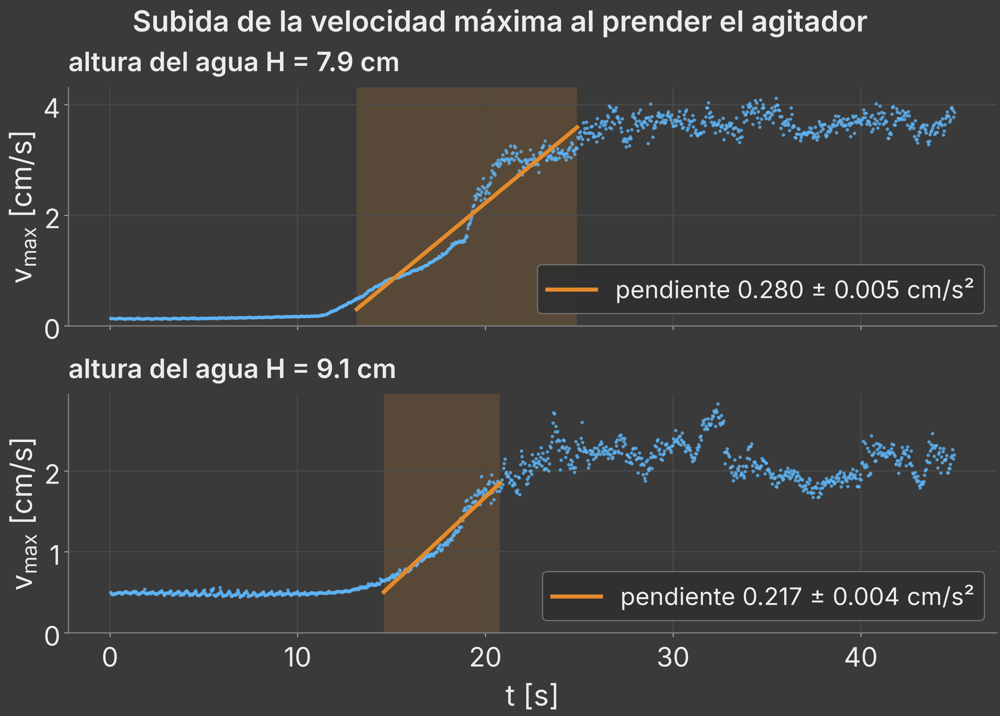 Subida de la velocidad máxima al prender el agitador
altura del agua H = 7.9 cm
4
2
0
vmax [cm/s]
pendiente 0.280 ± 0.005 cm/s²
altura del agua H = 9.1 cm
2
1
0
vmax [cm/s]
pendiente 0.217 ± 0.004 cm/s²
0 10 20 30 40
t [s]